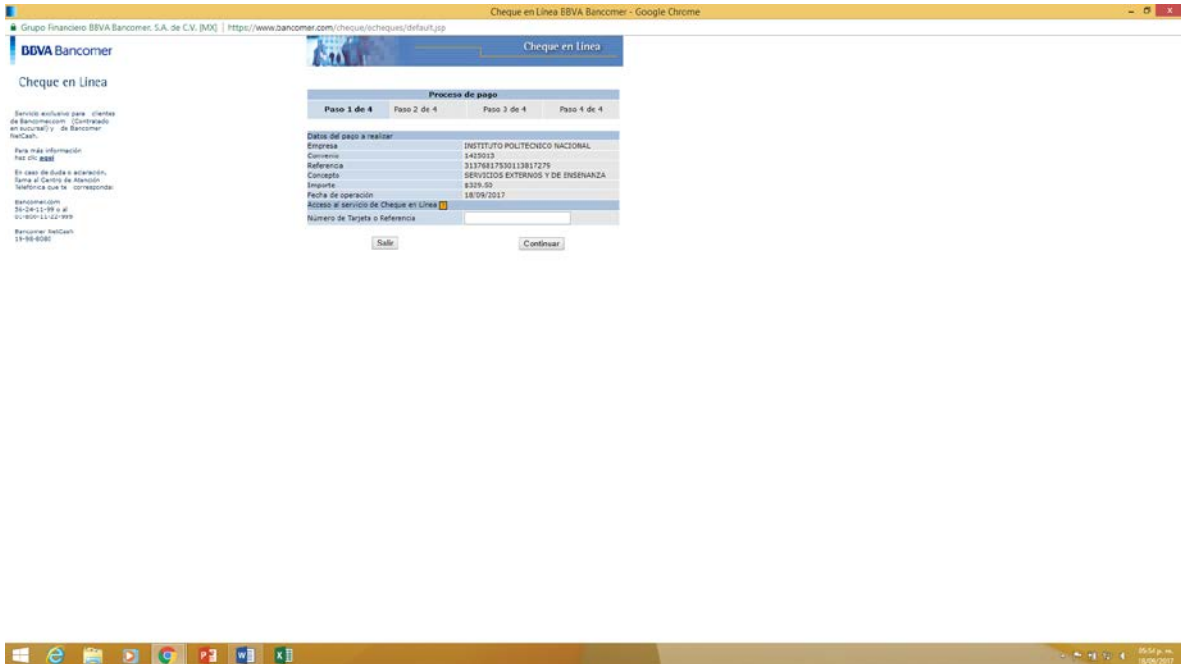 Cheque en Línea BBVA Bancomer - Google Chrome
Grupo Financiero BBVA Bancomer, S.A. de C.V. [MX] | https://www.bancomer.com/cheque/echeques/default.jsp
BBVA Bancomer
Cheque en Línea
Cheque en Línea
Servicio exclusivo para clientes
de Bancomer.com (Contratado
en sucursal) y de Bancomer
NetCash.
Para más información
haz clic aquí
En caso de duda o aclaración,
llama al Centro de Atención
Telefónica que te corresponda:
Bancomer.com
56-24-11-99 o al
01-800-11-22-999
Bancomer NetCash
19-98-8080
Proceso de pago
Paso 1 de 4 Paso 2 de 4 Paso 3 de 4 Paso 4 de 4
Datos del pago a realizar
Empresa INSTITUTO POLITECNICO NACIONAL
Convenio 1425013
Referencia 31376817530113817275
Concepto SERVICIOS EXTERNOS Y DE ENSENANZA
Importe $329.50
Fecha de operación 18/09/2017
Acceso al servicio de Cheque en Línea ?
Número de Tarjeta o Referencia
Salir Continuar
05:54 p. m.
18/09/2017